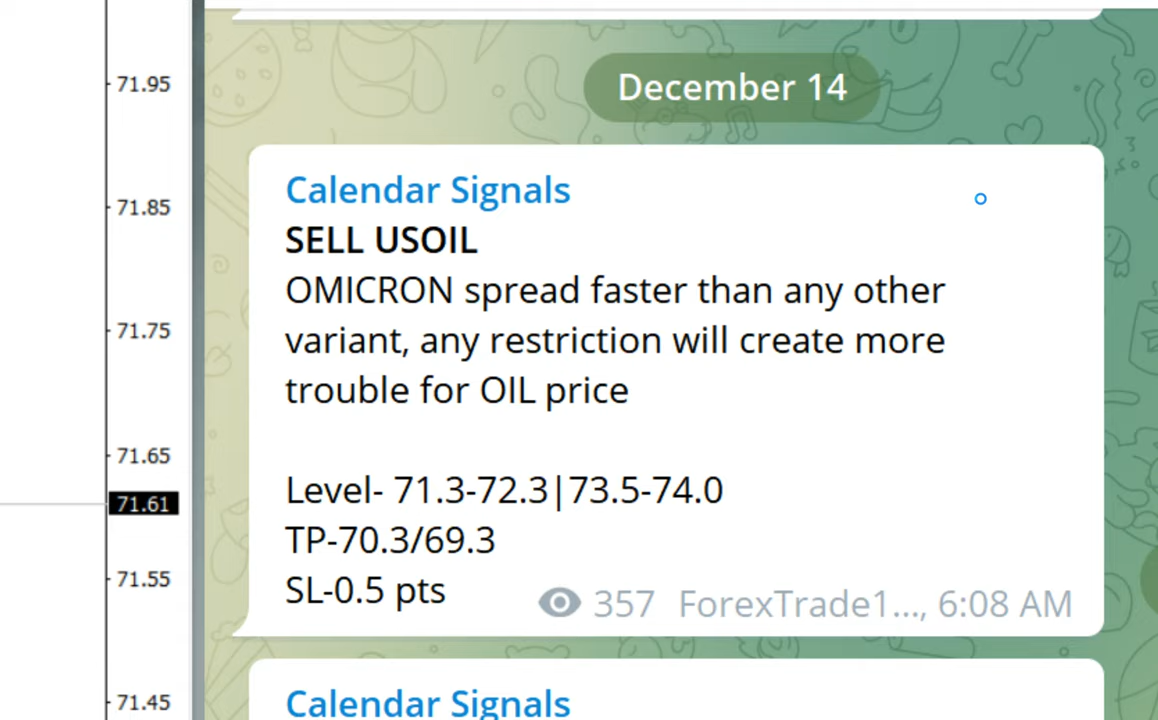 71.95
71.85
71.75
71.65
71.61
71.55
71.45
December 14
Calendar Signals
SELL USOIL
OMICRON spread faster than any other
variant, any restriction will create more
trouble for OIL price
Level- 71.3-72.3|73.5-74.0
TP-70.3/69.3
SL-0.5 pts
357 ForexTrade1..., 6:08 AM
Calendar Signals